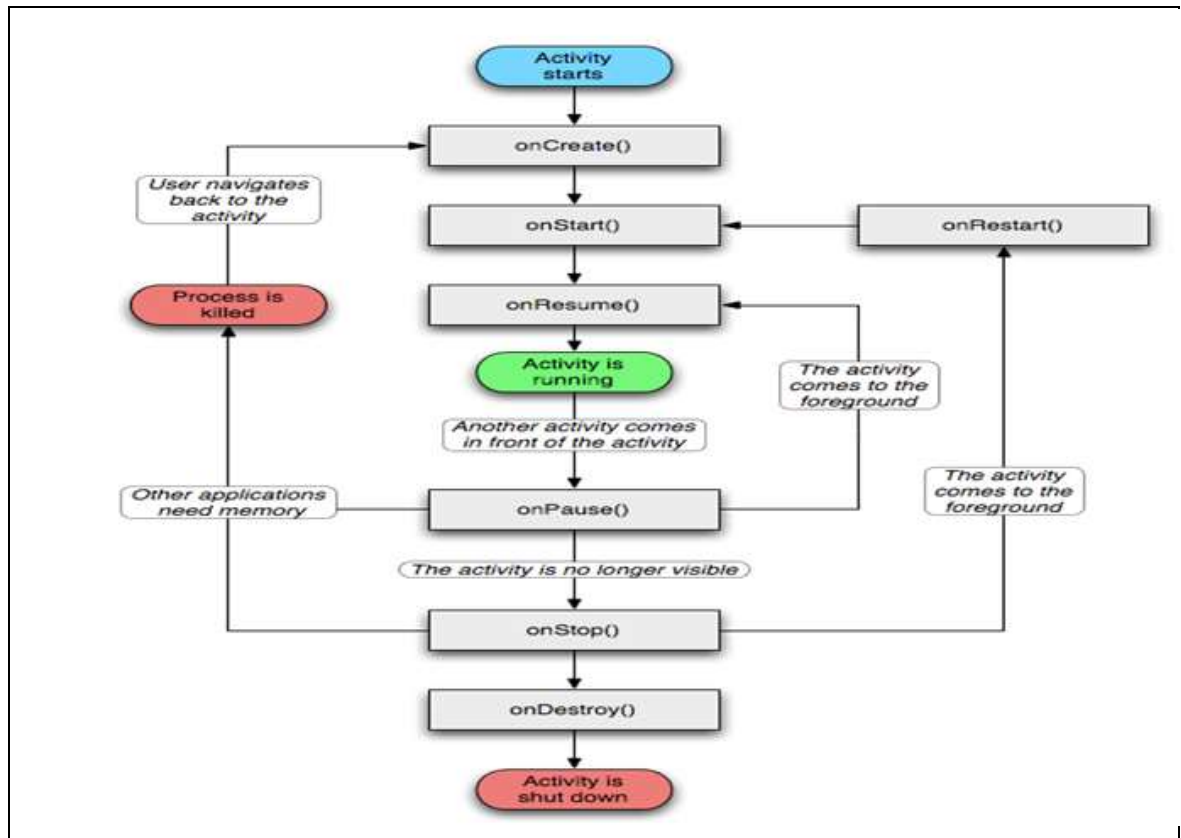 Activity
starts
onCreate()
User navigates
back to the
activity
onStart()
onRestart()
Process is
killed
onResume()
Activity is
running
The activity
comes to the
foreground
Another activity comes
in front of the activity
The activity
comes to the
foreground
Other applications
need memory
onPause()
The activity is no longer visible
onStop()
onDestroy()
Activity is
shut down